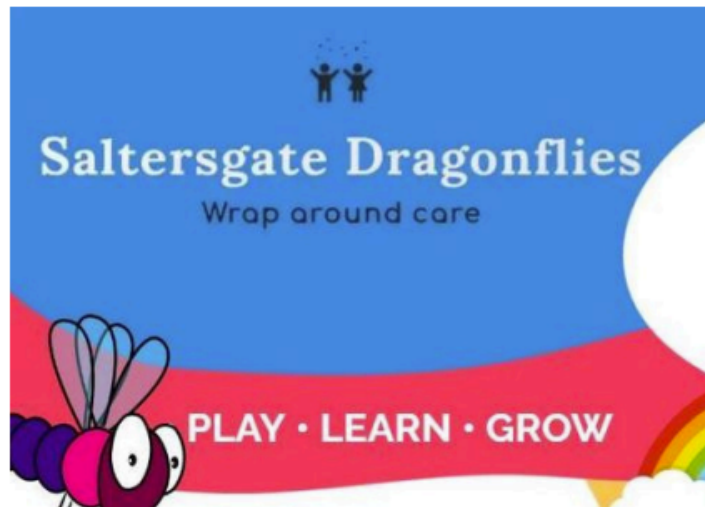 Saltersgate Dragonflies
Wrap around care
PLAY • LEARN • GROW